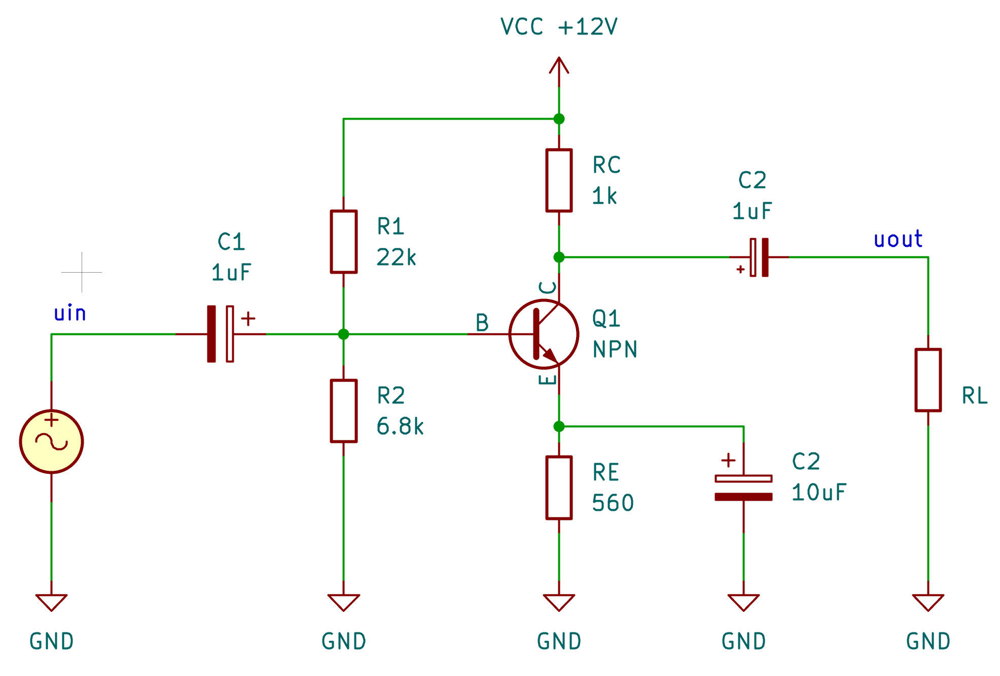 VCC +12V
RC
1k
C2
1uF
R1
22k
C1
1uF
uout
uin
C
B
Q1
NPN
E
R2
6.8k
RL
RE
560
C2
10uF
GND
GND
GND
GND
GND